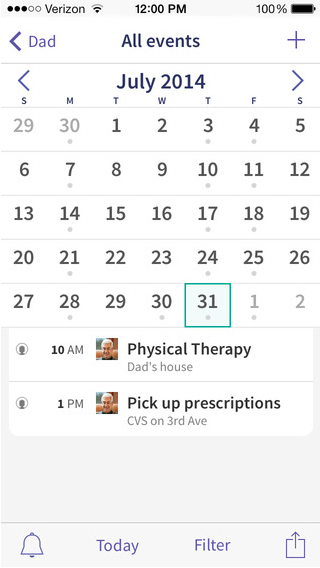 Verizon 12:00 PM 100%
Dad All events +
July 2014
S M T W T F S
29 30 1 2 3 4 5
6 7 8 9 10 11 12
13 14 15 16 17 18 19
20 21 22 23 24 25 26
27 28 29 30 31 1 2
10 AM Physical Therapy
Dad's house
1 PM Pick up prescriptions
CVS on 3rd Ave
Today Filter